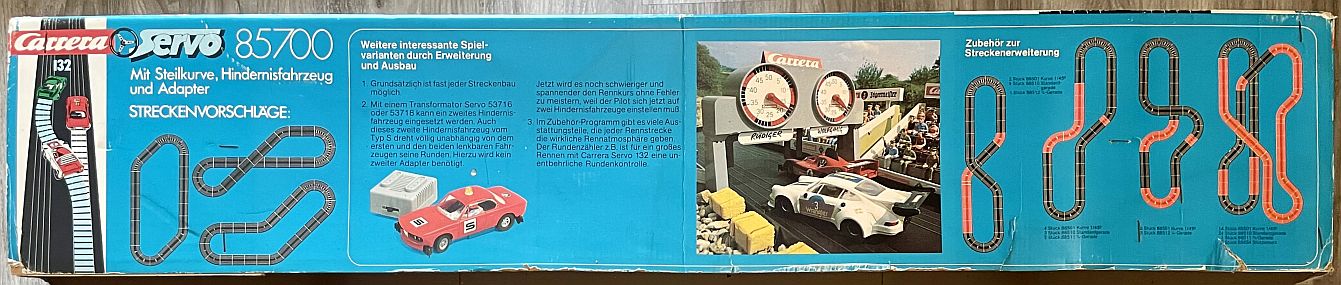 Carrera Servo 85700
132
Mit Steilkurve, Hindernisfahrzeug
und Adapter
STRECKENVORSCHLÄGE:
Weitere interessante Spiel-
varianten durch Erweiterung
und Ausbau
1. Grundsätzlich ist fast jeder Streckenbau
möglich.
2. Mit einem Transformator Servo 53716
oder 53718 kann ein zweites Hindernis-
fahrzeug eingesetzt werden. Auch
dieses zweite Hindernisfahrzeug vom
Typ S dreht völlig unabhängig von dem
ersten und den beiden lenkbaren Fahr-
zeugen seine Runden. Hierzu wird kein
zweiter Adapter benötigt.
Jetzt wird es noch schwieriger und
spannender den Rennkurs ohne Fehler
zu meistern, weil der Pilot sich jetzt auf
zwei Hindernisfahrzeuge einstellen muß.
3. Im Zubehör-Programm gibt es viele Aus-
stattungsteile, die jeder Rennstrecke
die wirkliche Rennatmosphäre geben.
Der Rundenzähler z.B. ist für ein großes
Rennen mit Carrera Servo 132 eine un-
entbehrliche Rundenkontrolle.
S
Carrera
RÜDIGER
WOLFGANG
Jägermeister
3
Zubehör zur
Streckenerweiterung